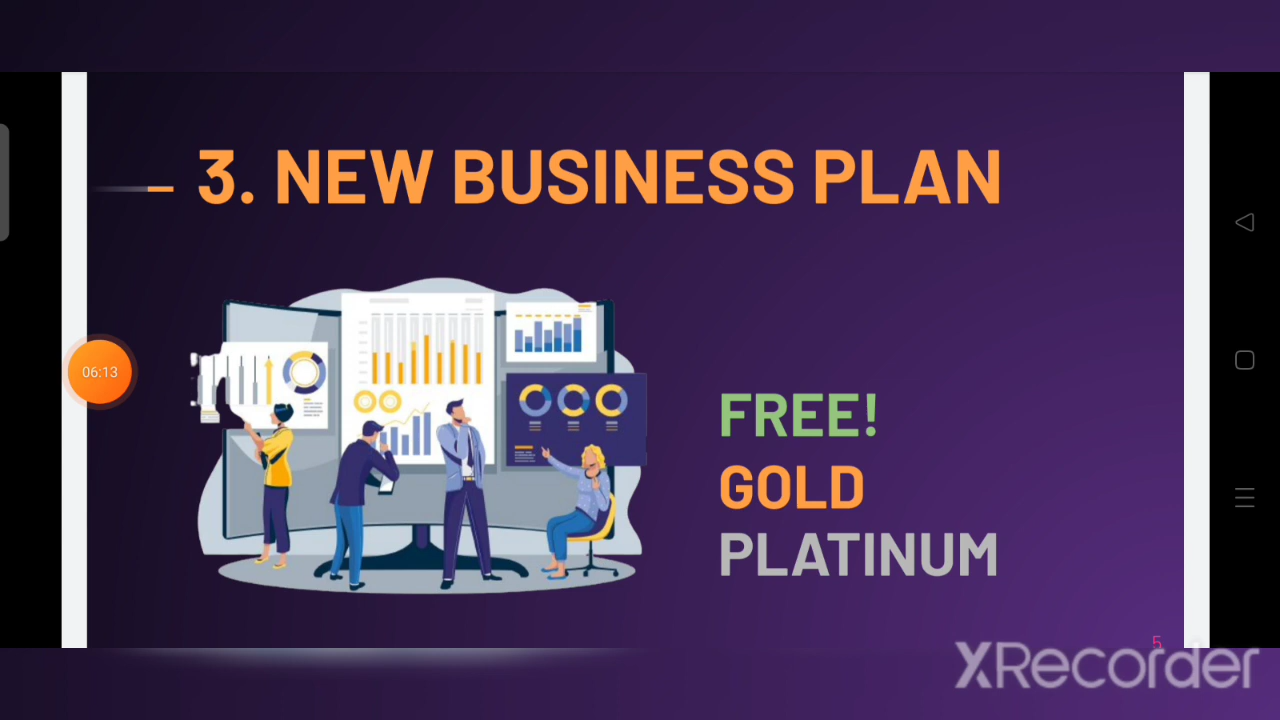 3. NEW BUSINESS PLAN
06:13
FREE!
GOLD
PLATINUM
5
XRecorder